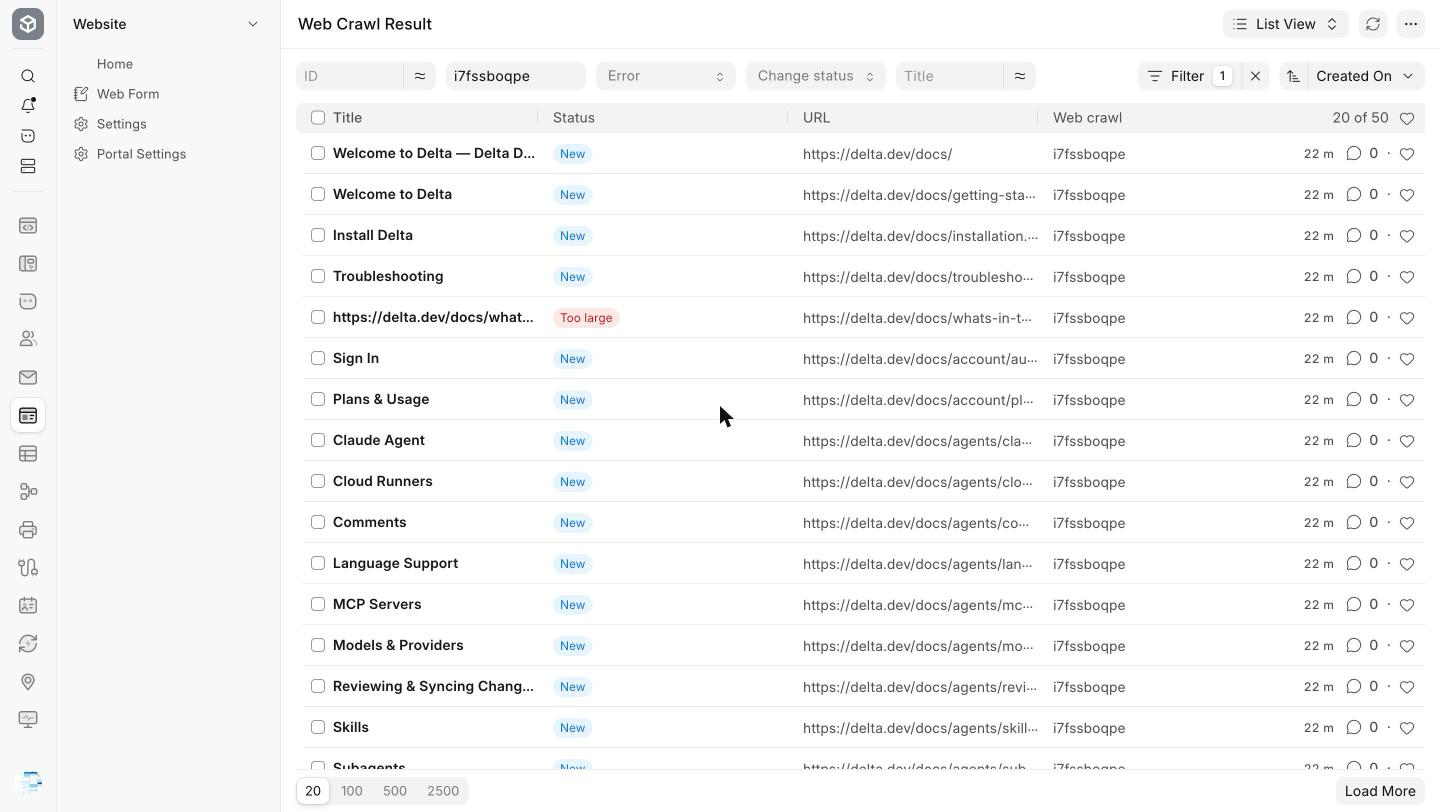 Website
Home
Web Form
Settings
Portal Settings
Web Crawl Result
List View
ID ≈
i7fssboqpe
Error
Change status
Title ≈
Filter 1
Created On
Title Status URL Web crawl 20 of 50
Welcome to Delta — Delta D... New https://delta.dev/docs/ i7fssboqpe 22 m 0 ·
Welcome to Delta New https://delta.dev/docs/getting-sta... i7fssboqpe 22 m 0 ·
Install Delta New https://delta.dev/docs/installation.... i7fssboqpe 22 m 0 ·
Troubleshooting New https://delta.dev/docs/troublesho... i7fssboqpe 22 m 0 ·
https://delta.dev/docs/what... Too large https://delta.dev/docs/whats-in-t... i7fssboqpe 22 m 0 ·
Sign In New https://delta.dev/docs/account/au... i7fssboqpe 22 m 0 ·
Plans & Usage New https://delta.dev/docs/account/pl... i7fssboqpe 22 m 0 ·
Claude Agent New https://delta.dev/docs/agents/cla... i7fssboqpe 22 m 0 ·
Cloud Runners New https://delta.dev/docs/agents/clo... i7fssboqpe 22 m 0 ·
Comments New https://delta.dev/docs/agents/co... i7fssboqpe 22 m 0 ·
Language Support New https://delta.dev/docs/agents/lan... i7fssboqpe 22 m 0 ·
MCP Servers New https://delta.dev/docs/agents/mc... i7fssboqpe 22 m 0 ·
Models & Providers New https://delta.dev/docs/agents/mo... i7fssboqpe 22 m 0 ·
Reviewing & Syncing Chang... New https://delta.dev/docs/agents/revi... i7fssboqpe 22 m 0 ·
Skills New https://delta.dev/docs/agents/skill... i7fssboqpe 22 m 0 ·
Subagents New https://delta.dev/docs/agents/sub... i7fssboqpe 22 m 0 ·
20 100 500 2500
Load More